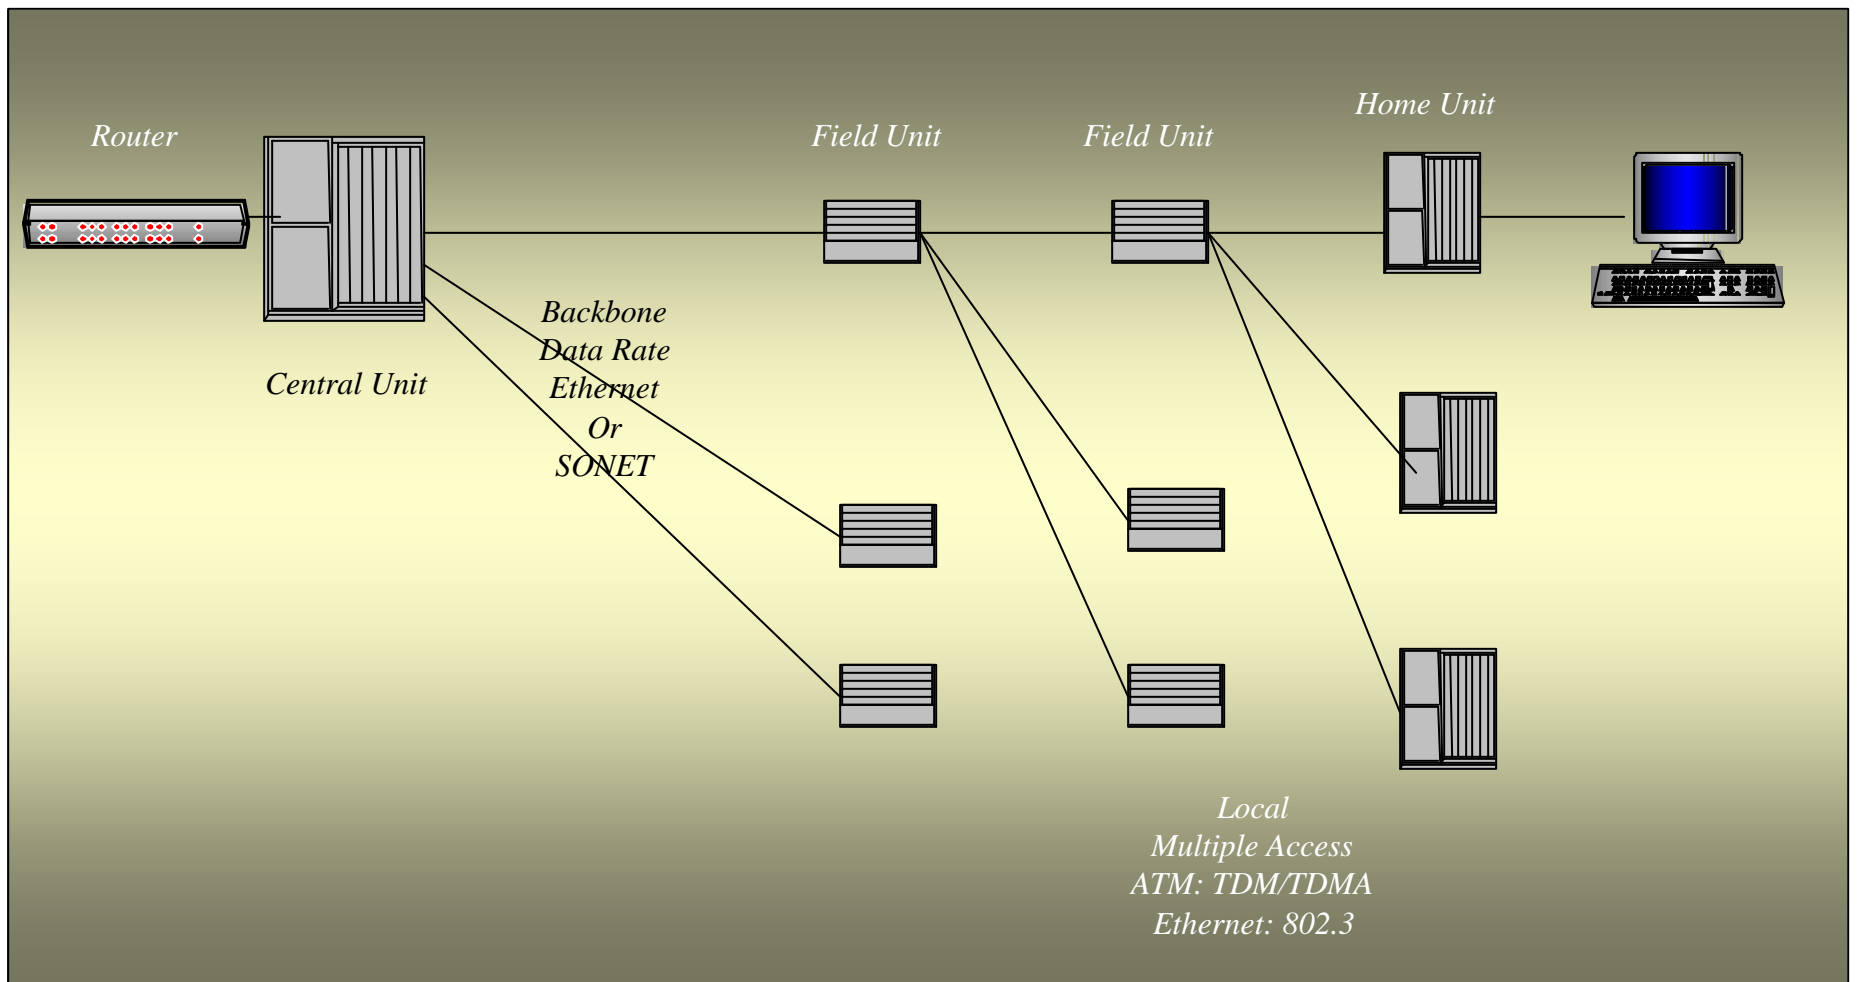 Router
Field Unit
Field Unit
Home Unit
Central Unit
Backbone
Data Rate
Ethernet
Or
SONET
Local
Multiple Access
ATM: TDM/TDMA
Ethernet: 802.3